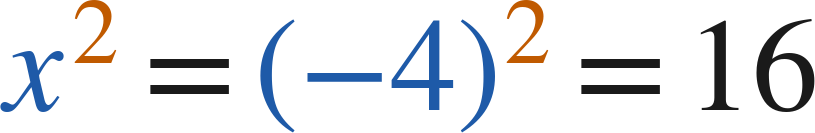 x² = (−4)² = 16